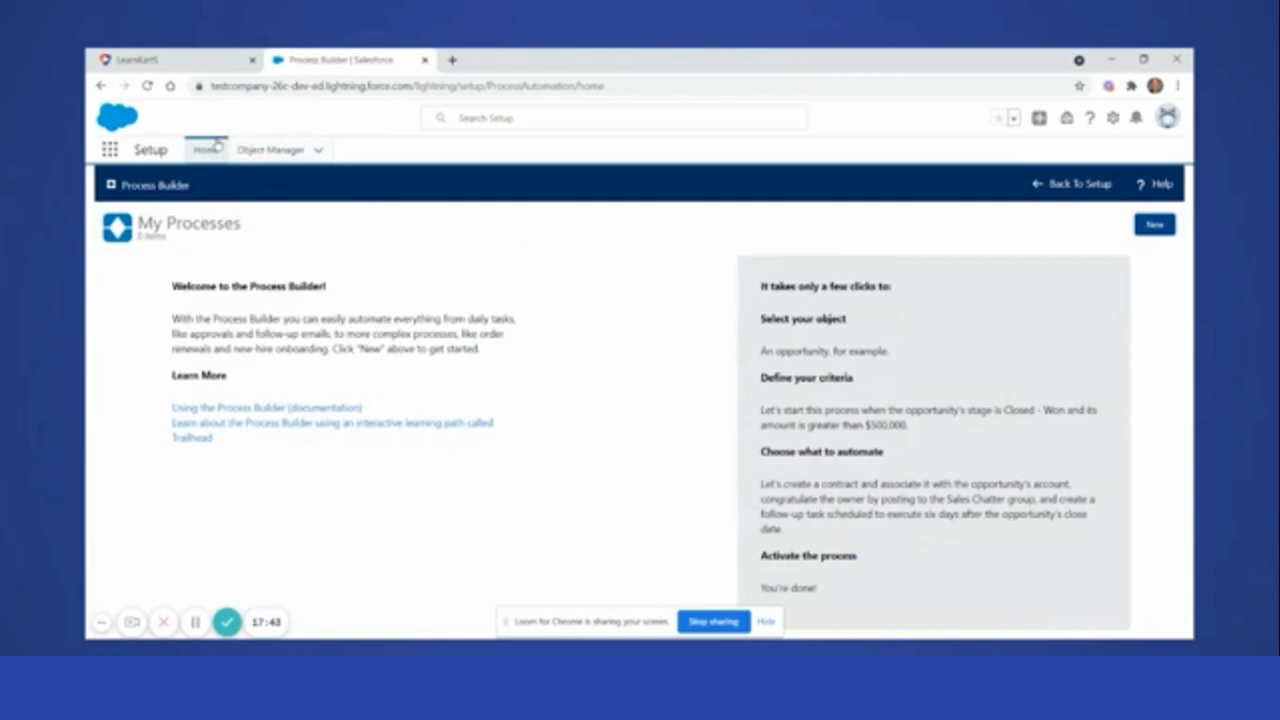 LearnKartS
Process Builder | Salesforce
testcompany-26c-dev-ed.lightning.force.com/lightning/setup/ProcessAutomation/home
Search Setup
Setup
Home
Object Manager
Process Builder
Back To Setup
? Help
My Processes
0 items
New
Welcome to the Process Builder!
With the Process Builder you can easily automate everything from daily tasks,
like approvals and follow-up emails, to more complex processes, like order
renewals and new-hire onboarding. Click "New" above to get started.
Learn More
Using the Process Builder (documentation)
Learn about the Process Builder using an interactive learning path called
Trailhead
It takes only a few clicks to:
Select your object
An opportunity, for example.
Define your criteria
Let's start this process when the opportunity's stage is Closed - Won and its
amount is greater than $500,000.
Choose what to automate
Let's create a contract and associate it with the opportunity's account,
congratulate the owner by posting to the Sales Chatter group, and create a
follow-up task scheduled to execute six days after the opportunity's close
date.
Activate the process
You're done!
17:43
Loom for Chrome is sharing your screen.
Stop sharing
Hide